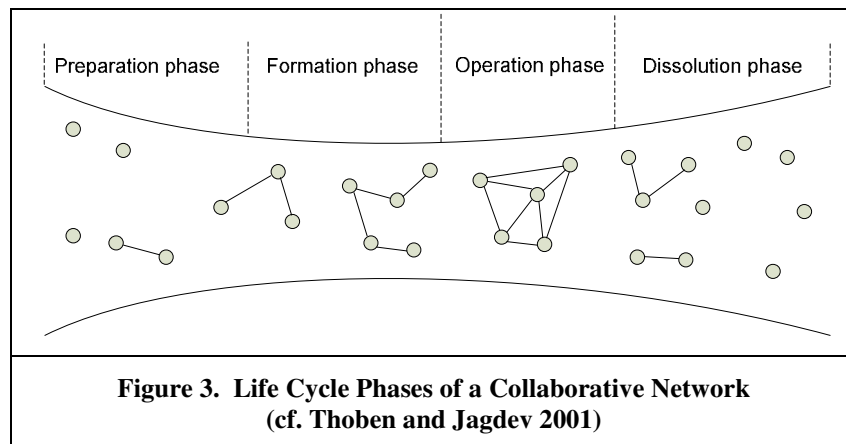 Preparation phase Formation phase Operation phase Dissolution phase
Figure 3. Life Cycle Phases of a Collaborative Network
(cf. Thoben and Jagdev 2001)